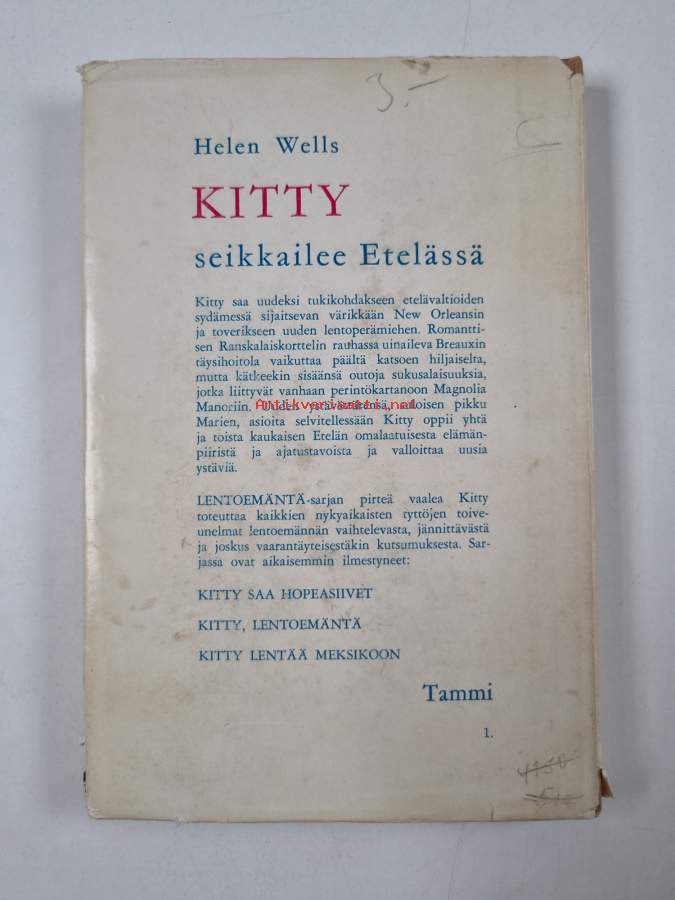 3.-
Helen Wells
KITTY
seikkailee Etelässä
Kitty saa uudeksi tukikohdakseen etelävaltioiden
sydämessä sijaitsevan värikkään New Orleansin
ja toverikseen uuden lentoperämiehen. Romantti-
sen Ranskalaiskorttelin rauhassa uinaileva Breauxin
täysihoitola vaikuttaa päältä katsoen hiljaiselta,
mutta kätkeekin sisäänsä outoja sukusalaisuuksia,
jotka liittyvät vanhaan perintökartanoon Magnolia
Manoriin.
Antikvariaatti.net
pikku
Marien, asioita selvitellessään Kitty oppii yhtä
ja toista kaukaisen Etelän omalaatuisesta elämän-
piiristä ja ajatustavoista ja valloittaa uusia
ystäviä.
LENTOEMÄNTÄ-sarjan pirteä vaalea Kitty
toteuttaa kaikkien nykyaikaisten tyttöjen toive-
unelmat lentoemännän vaihtelevasta, jännittävästä
ja joskus vaarantäyteisestäkin kutsumuksesta. Sar-
jassa ovat aikaisemmin ilmestyneet:
KITTY SAA HOPEASIIVET
KITTY, LENTOEMÄNTÄ
KITTY LENTÄÄ MEKSIKOON
Tammi
1.